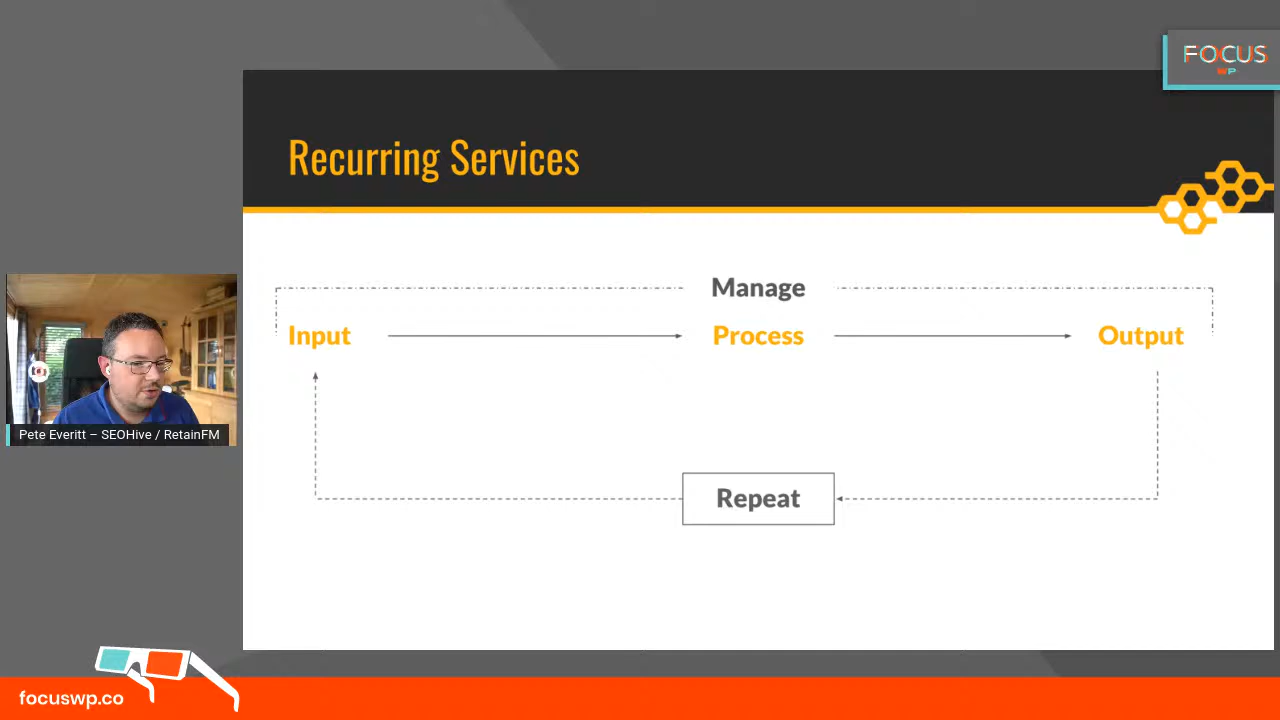 FOCUS
WP
Recurring Services
Manage
Input
Process
Output
Repeat
Pete Everitt – SEOHive / RetainFM
focuswp.co